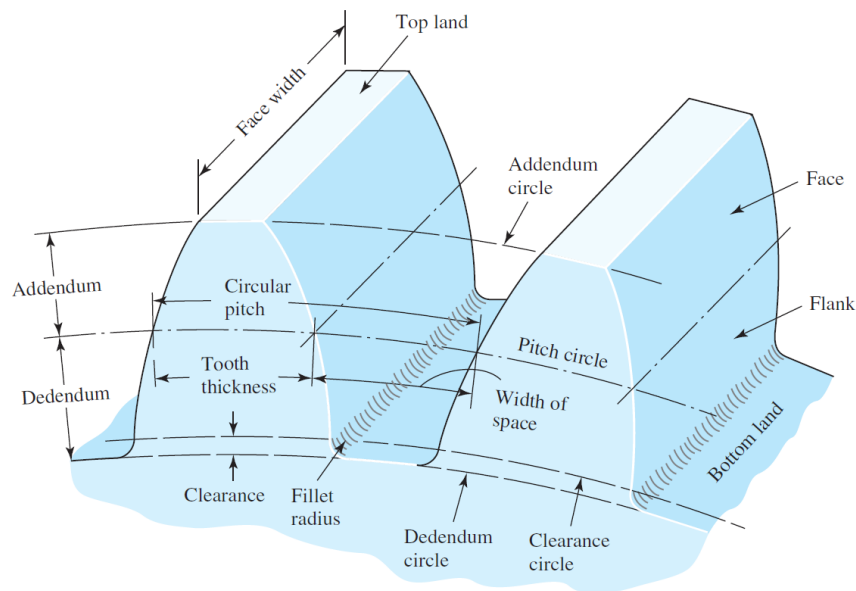 Top land
Face width
Addendum
circle
Face
Addendum
Circular
pitch
Flank
Pitch circle
Tooth
thickness
Dedendum
Width of
space
Bottom land
Clearance
Fillet
radius
Dedendum
circle
Clearance
circle